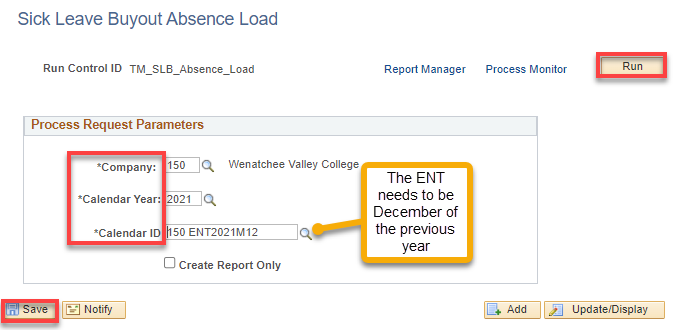 Sick Leave Buyout Absence Load
Run Control ID TM_SLB_Absence_Load Report Manager Process Monitor Run
Process Request Parameters
*Company: 150 Wenatchee Valley College
*Calendar Year: 2021
*Calendar ID 150 ENT2021M12
The ENT
needs to be
December of
the previous
year
Create Report Only
Save Notify Add Update/Display